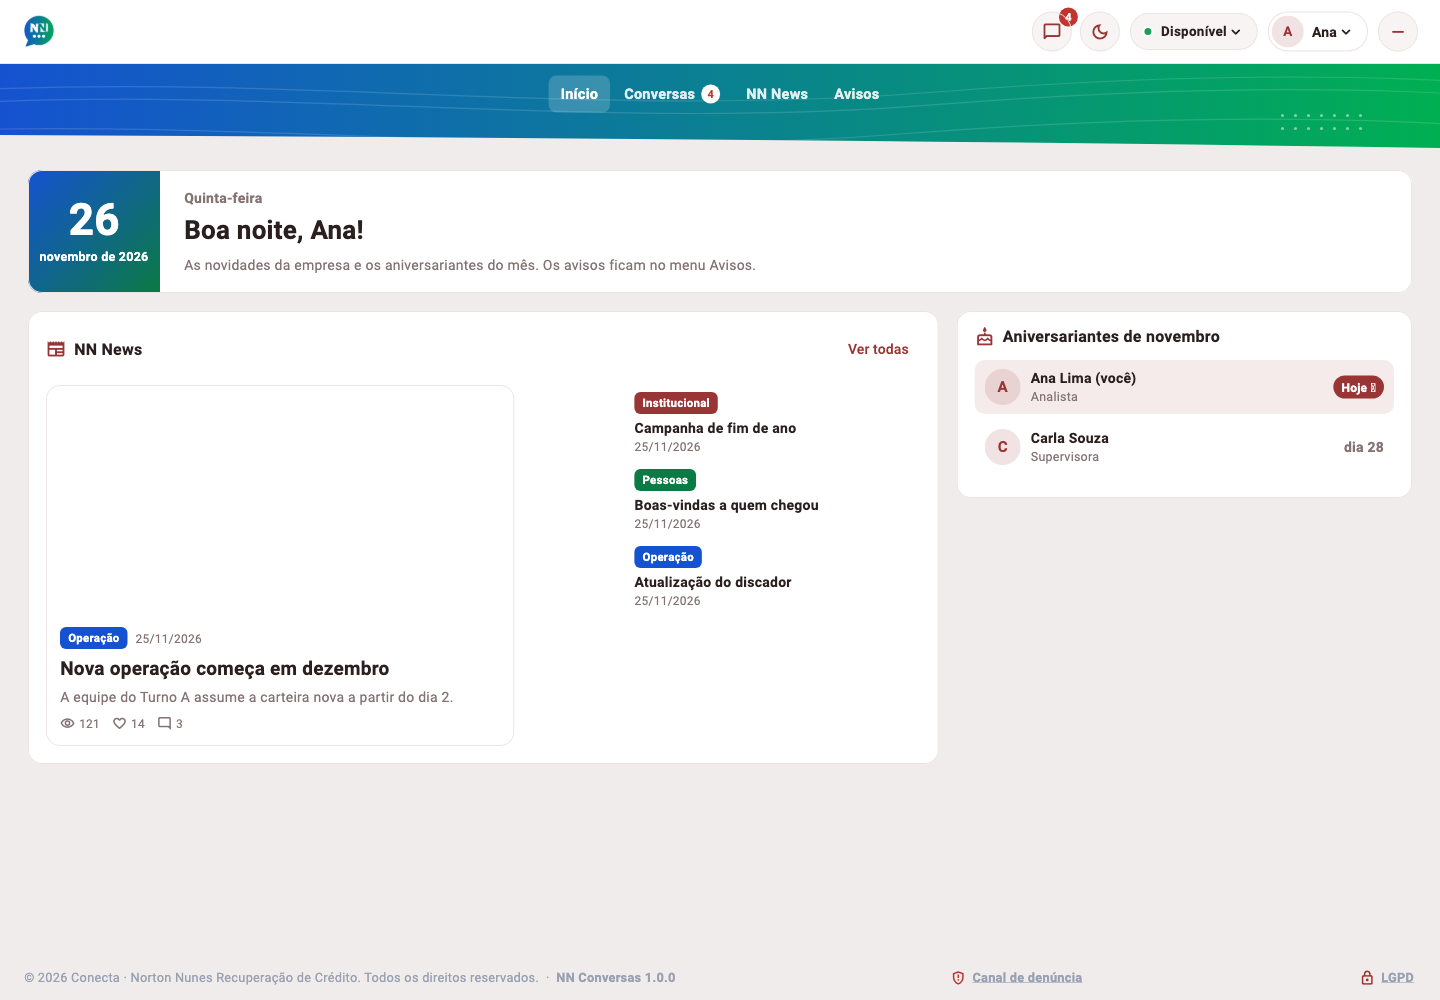 NN
4
Disponível
A
Ana
Início
Conversas 4
NN News
Avisos
26
novembro de 2026
Quinta-feira
Boa noite, Ana!
As novidades da empresa e os aniversariantes do mês. Os avisos ficam no menu Avisos.
NN News
Ver todas
Operação 25/11/2026
Nova operação começa em dezembro
A equipe do Turno A assume a carteira nova a partir do dia 2.
121 14 3
Institucional
Campanha de fim de ano
25/11/2026
Pessoas
Boas-vindas a quem chegou
25/11/2026
Operação
Atualização do discador
25/11/2026
Aniversariantes de novembro
A
Ana Lima (você)
Analista
Hoje
C
Carla Souza
Supervisora
dia 28
© 2026 Conecta · Norton Nunes Recuperação de Crédito. Todos os direitos reservados. · NN Conversas 1.0.0
Canal de denúncia
LGPD